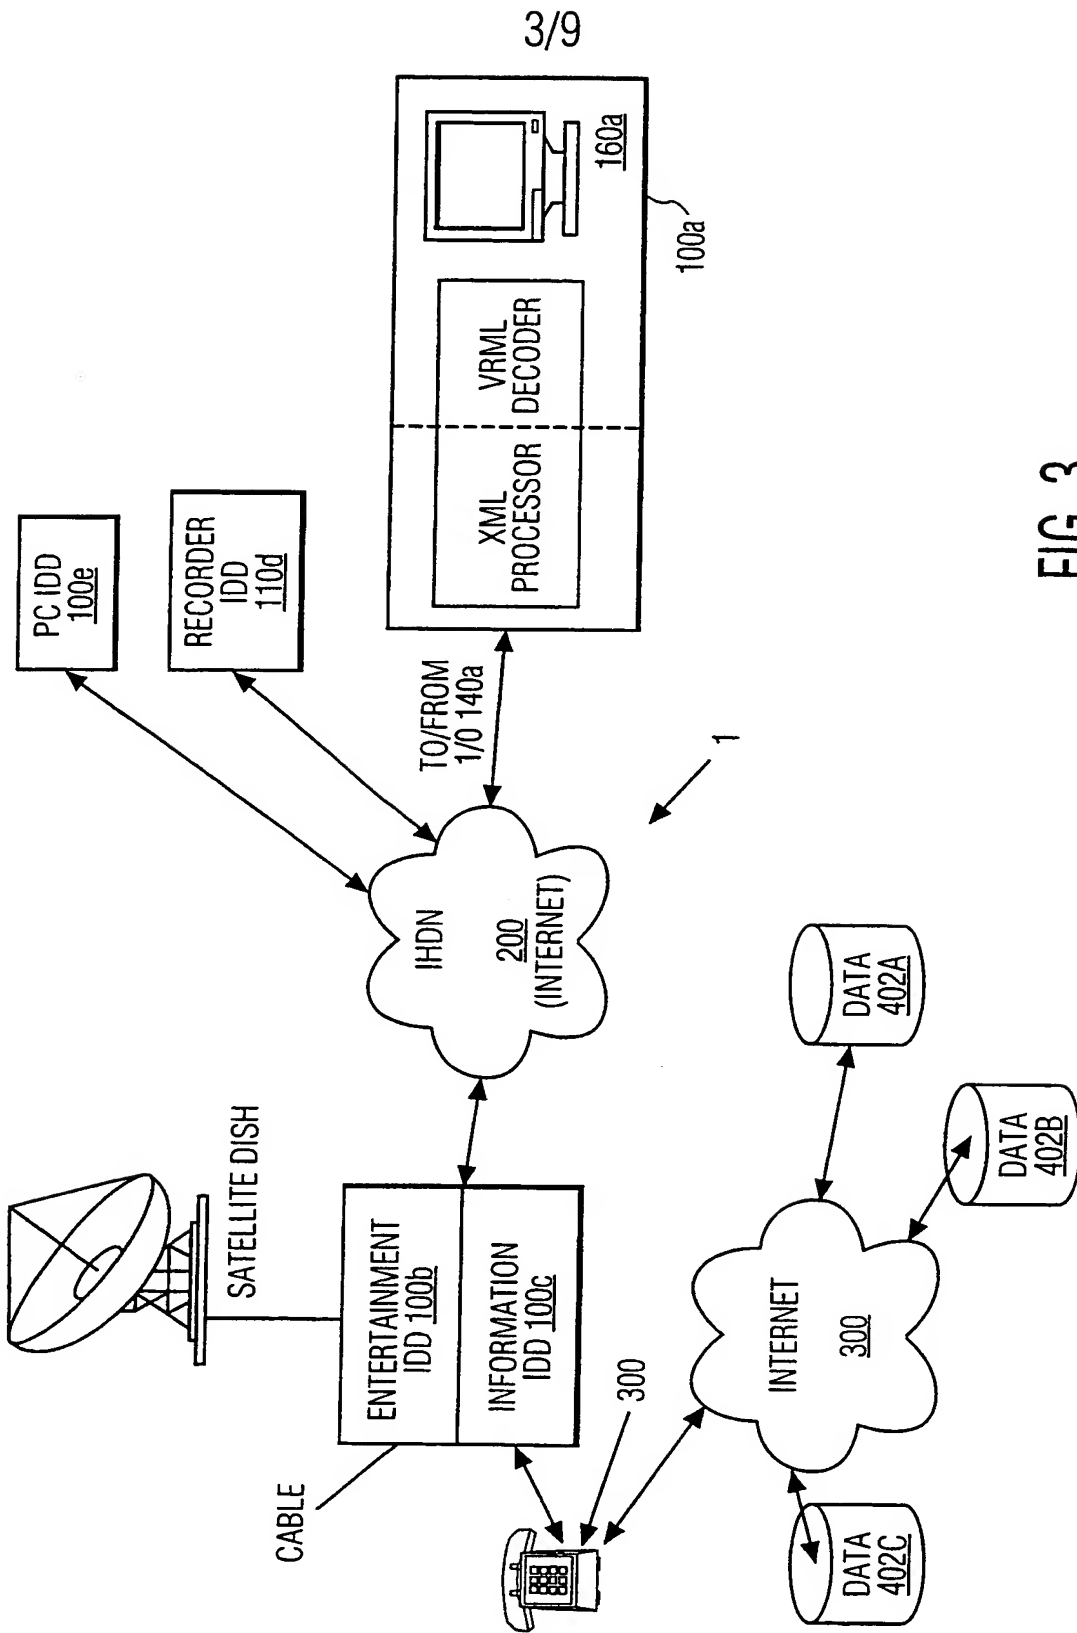 3/9
PC IDD
100e
RECORDER
IDD
110d
XML
PROCESSOR
VRML
DECODER
160a
100a
TO/FROM
1/0 140a
1
IHDN
200
(INTERNET)
SATELLITE DISH
ENTERTAINMENT
IDD 100b
INFORMATION
IDD 100c
CABLE
300
INTERNET
300
DATA
402A
DATA
402B
DATA
402C
FIG. 3